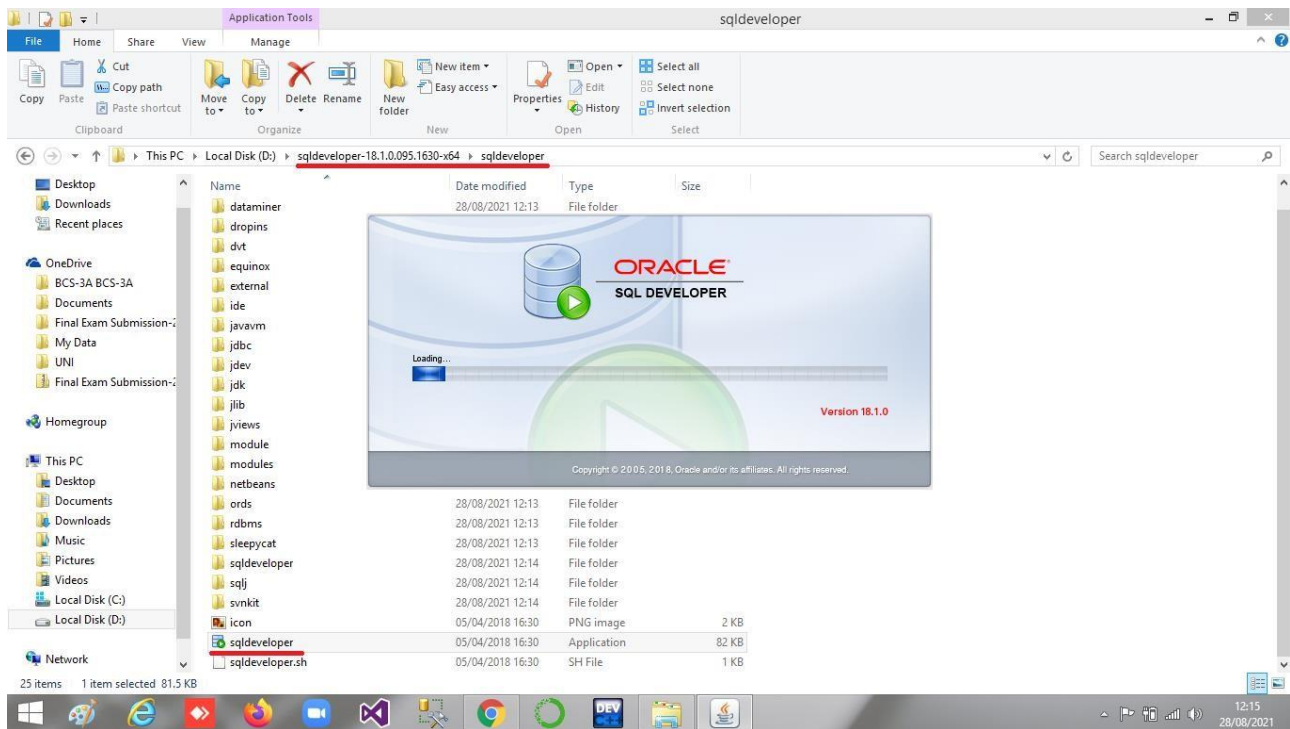 Application Tools
sqldeveloper
File Home Share View Manage
Copy
Paste
Cut
Copy path
Paste shortcut
Clipboard
Move to
Copy to
Delete
Rename
Organize
New folder
New item
Easy access
New
Properties
Open
Edit
History
Open
Select all
Select none
Invert selection
Select
This PC Local Disk (D:) sqldeveloper-18.1.0.095.1630-x64 sqldeveloper
Search sqldeveloper
Desktop
Downloads
Recent places
OneDrive
BCS-3A BCS-3A
Documents
Final Exam Submission-2
My Data
UNI
Final Exam Submission-2
Homegroup
This PC
Desktop
Documents
Downloads
Music
Pictures
Videos
Local Disk (C:)
Local Disk (D:)
Network
Name Date modified Type Size
dataminer 28/08/2021 12:13 File folder
dropins
dvt
equinox
external
ide
javavm
jdbc
jdev
jdk
jlib
jviews
module
modules
netbeans
ords 28/08/2021 12:13 File folder
rdbms 28/08/2021 12:13 File folder
sleepycat 28/08/2021 12:13 File folder
sqldeveloper 28/08/2021 12:14 File folder
sqlj 28/08/2021 12:14 File folder
svnkit 28/08/2021 12:14 File folder
icon 05/04/2018 16:30 PNG image 2 KB
sqldeveloper 05/04/2018 16:30 Application 82 KB
sqldeveloper.sh 05/04/2018 16:30 SH File 1 KB
ORACLE
SQL DEVELOPER
Loading...
Version 18.1.0
Copyright © 2005, 2018, Oracle and/or its affiliates. All rights reserved.
25 items 1 item selected 81.5 KB
DEV C++
12:15
28/08/2021